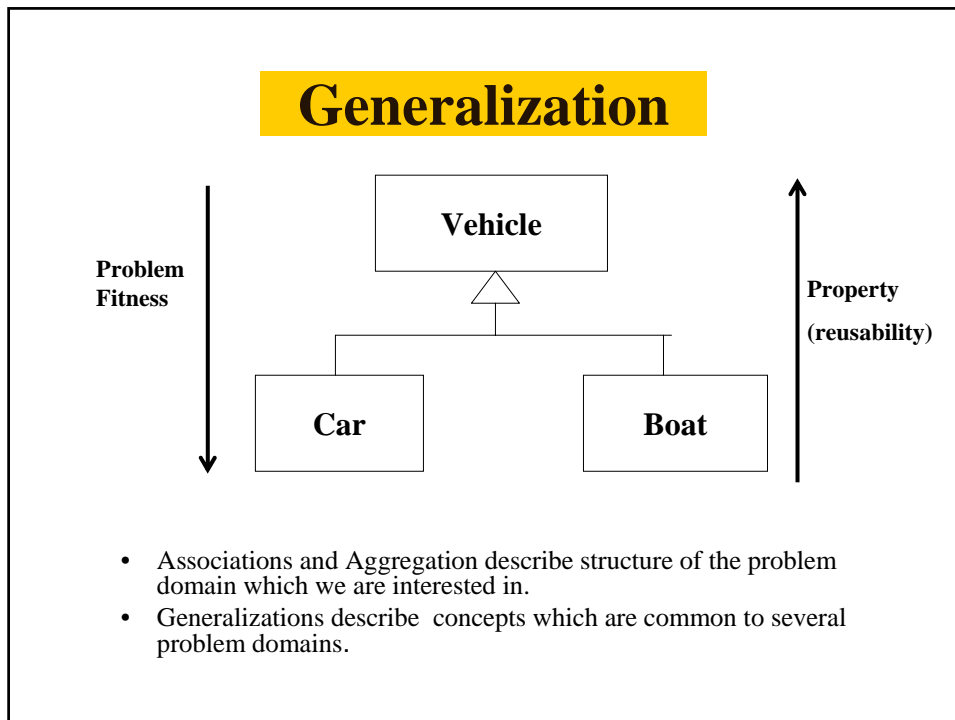 Generalization
Vehicle
Problem
Fitness
Property
(reusability)
Car
Boat
• Associations and Aggregation describe structure of the problem
domain which we are interested in.
• Generalizations describe  concepts which are common to several
problem domains.